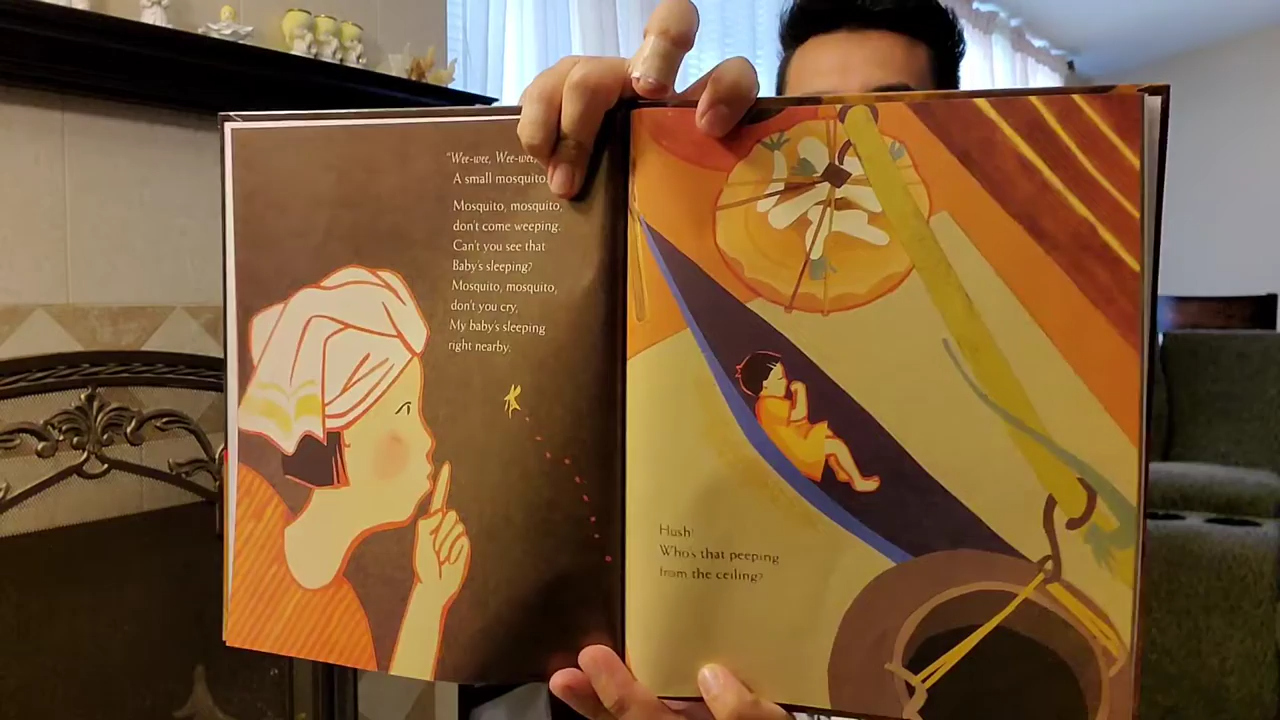 "Wee-wee, Wee-wee,
A small mosquito.
Mosquito, mosquito,
don't come weeping.
Can't you see that
Baby's sleeping?
Mosquito, mosquito,
don't you cry,
My baby's sleeping
right nearby.
Hush!
Who's that peeping
from the ceiling?